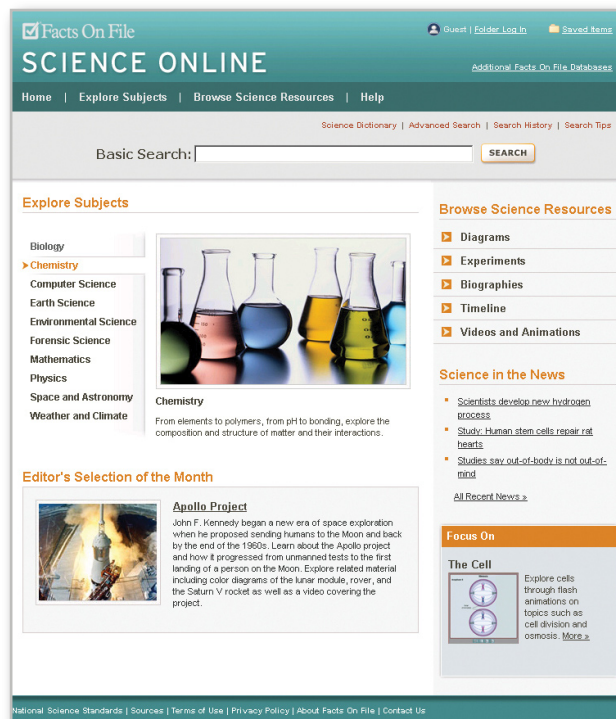 Facts On File
SCIENCE ONLINE
Guest | Folder Log In
Saved Items
Additional Facts On File Databases
Home | Explore Subjects | Browse Science Resources | Help
Science Dictionary | Advanced Search | Search History | Search Tips
Basic Search:
SEARCH
Explore Subjects
Biology
Chemistry
Computer Science
Earth Science
Environmental Science
Forensic Science
Mathematics
Physics
Space and Astronomy
Weather and Climate
Chemistry
From elements to polymers, from pH to bonding, explore the
composition and structure of matter and their interactions.
Editor's Selection of the Month
Apollo Project
John F. Kennedy began a new era of space exploration
when he proposed sending humans to the Moon and back
by the end of the 1960s. Learn about the Apollo project
and how it progressed from unmanned tests to the first
landing of a person on the Moon. Explore related material
including color diagrams of the lunar module, rover, and
the Saturn V rocket as well as a video covering the
project.
Browse Science Resources
Diagrams
Experiments
Biographies
Timeline
Videos and Animations
Science in the News
Scientists develop new hydrogen
process
Study: Human stem cells repair rat
hearts
Studies say out-of-body is not out-of-
mind
All Recent News »
Focus On
The Cell
Explore cells
through flash
animations on
topics such as
cell division and
osmosis. More »
National Science Standards | Sources | Terms of Use | Privacy Policy | About Facts On File | Contact Us